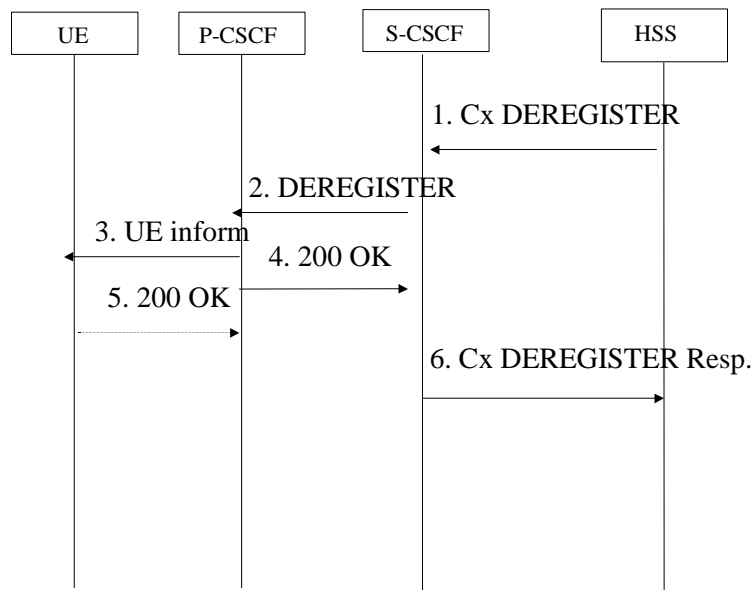 UE
P-CSCF
S-CSCF
HSS
1. Cx DEREGISTER
2. DEREGISTER
3. UE inform
4. 200 OK
5. 200 OK
6. Cx DEREGISTER Resp.